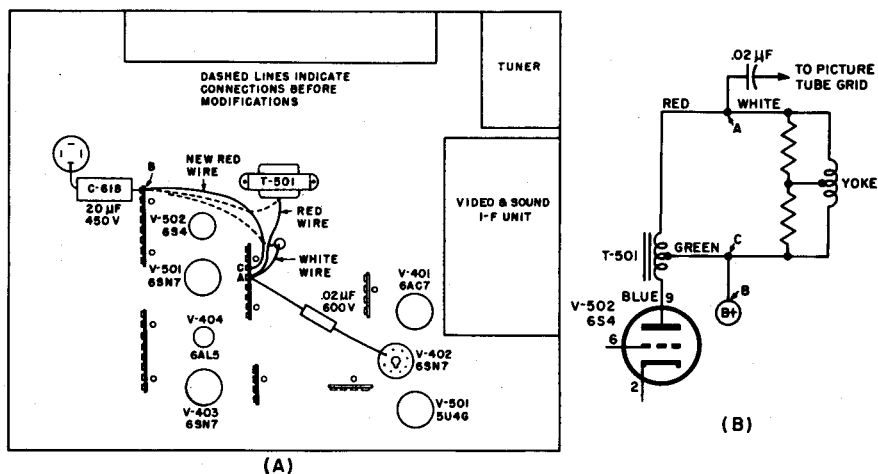 TUNER
DASHED LINES INDICATE
CONNECTIONS BEFORE
MODIFICATIONS
B
NEW RED
WIRE
C-618
20 µF
450 V
T-501
V-502
6S4
RED
WIRE
VIDEO & SOUND
I-F UNIT
V-501
6SN7
C
A
WHITE
WIRE
V-401
6AC7
.02 µF
600 V
V-404
6AL5
V-402
6SN7
V-403
6SN7
V-501
5U4G
(A)
.02 µF
TO PICTURE
TUBE GRID
RED
WHITE
A
YOKE
T-501
GREEN
C
B
B+
BLUE
9
V-502
6S4
6
2
(B)